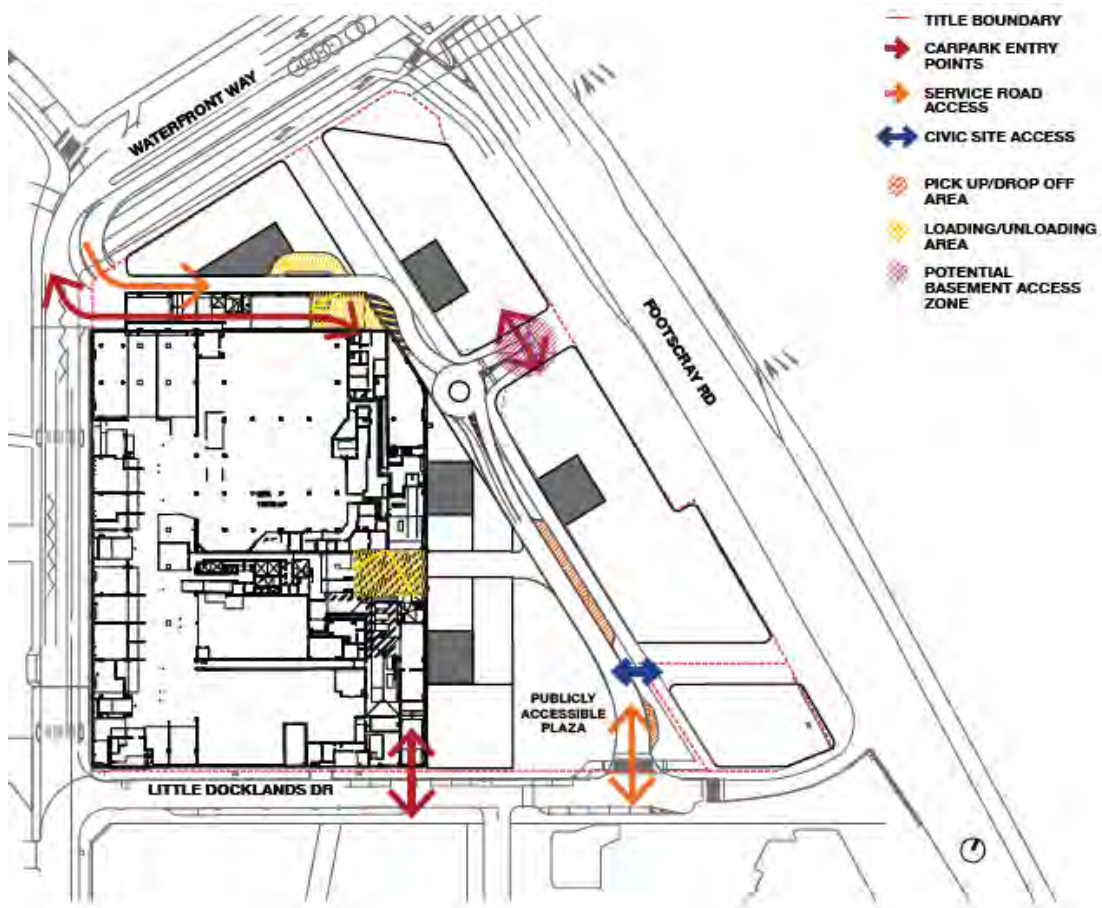 TITLE BOUNDARY
CARPARK ENTRY
POINTS
SERVICE ROAD
ACCESS
CIVIC SITE ACCESS
PICK UP/DROP OFF
AREA
LOADING/UNLOADING
AREA
POTENTIAL
BASEMENT ACCESS
ZONE
WATERFRONT WAY
FOOTSCRAY RD
PUBLICLY
ACCESSIBLE
PLAZA
LITTLE DOCKLANDS DR